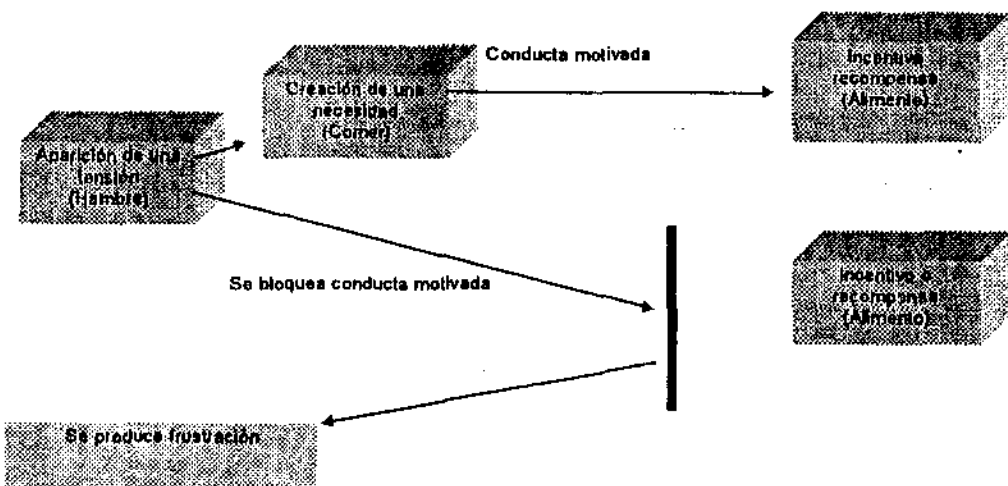 Conducta motivada
Incentivo
recompensa
(Alimento)
Creación de una
necesidad
(Comer)
Aparición de una
tensión
(Hambre)
Se bloquea conducta motivada
Incentivo o
recompensa
(Alimento)
Se produce frustración